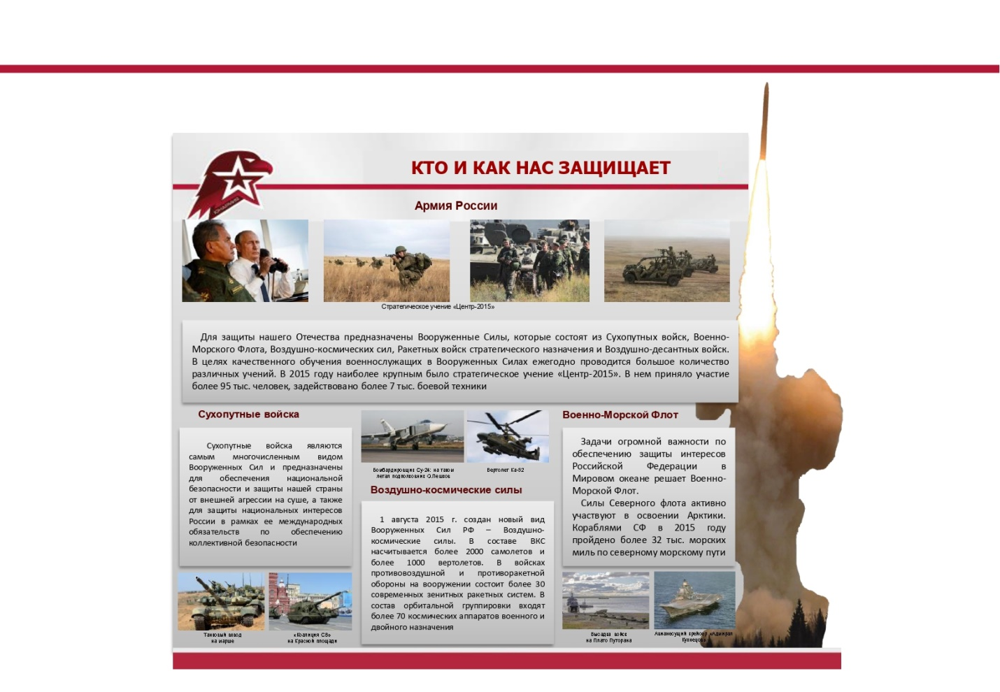 КТО И КАК НАС ЗАЩИЩАЕТ
ЮНАРМИЯ
Армия России
Стратегическое учение «Центр-2015»
Для защиты нашего Отечества предназначены Вооруженные Силы, которые состоят из Сухопутных войск, Военно-
Морского Флота, Воздушно-космических сил, Ракетных войск стратегического назначения и Воздушно-десантных войск.
В целях качественного обучения военнослужащих в Вооруженных Силах ежегодно проводится большое количество
различных учений. В 2015 году наиболее крупным было стратегическое учение «Центр-2015». В нем приняло участие
более 95 тыс. человек, задействовано более 7 тыс. боевой техники
Сухопутные войска
Сухопутные войска являются
самым многочисленным видом
Вооруженных Сил и предназначены
для обеспечения национальной
безопасности и защиты нашей страны
от внешней агрессии на суше, а также
для защиты национальных интересов
России в рамках ее международных
обязательств по обеспечению
коллективной безопасности
Танковый взвод
на марше
«Коалиция СВ»
на Красной площади
Бомбардировщик Су-24: на таком
летал подполковник О.Пешков
Вертолет Ка-52
Воздушно-космические силы
1 августа 2015 г. создан новый вид
Вооруженных Сил РФ – Воздушно-
космические силы. В составе ВКС
насчитывается более 2000 самолетов и
более 1000 вертолетов. В войсках
противовоздушной и противоракетной
обороны на вооружении состоит более 30
современных зенитных ракетных систем. В
состав орбитальной группировки входят
более 70 космических аппаратов военного и
двойного назначения
Военно-Морской Флот
Задачи огромной важности по
обеспечению защиты интересов
Российской Федерации в
Мировом океане решает Военно-
Морской Флот.
Силы Северного флота активно
участвуют в освоении Арктики.
Кораблями СФ в 2015 году
пройдено более 32 тыс. морских
миль по северному морскому пути
Высадка войск
на Плато Путорана
Авианесущий крейсер «Адмирал
Кузнецов»